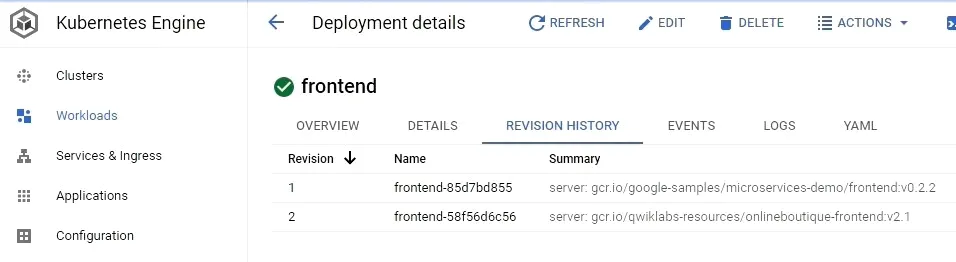 Kubernetes Engine
Deployment details REFRESH EDIT DELETE ACTIONS
Clusters
frontend
Workloads
OVERVIEW DETAILS REVISION HISTORY EVENTS LOGS YAML
Services & Ingress
Revision Name Summary
1 frontend-85d7bd855 server: gcr.io/google-samples/microservices-demo/frontend:v0.2.2
Applications
2 frontend-58f56d6c56 server: gcr.io/qwiklabs-resources/onlineboutique-frontend:v2.1
Configuration